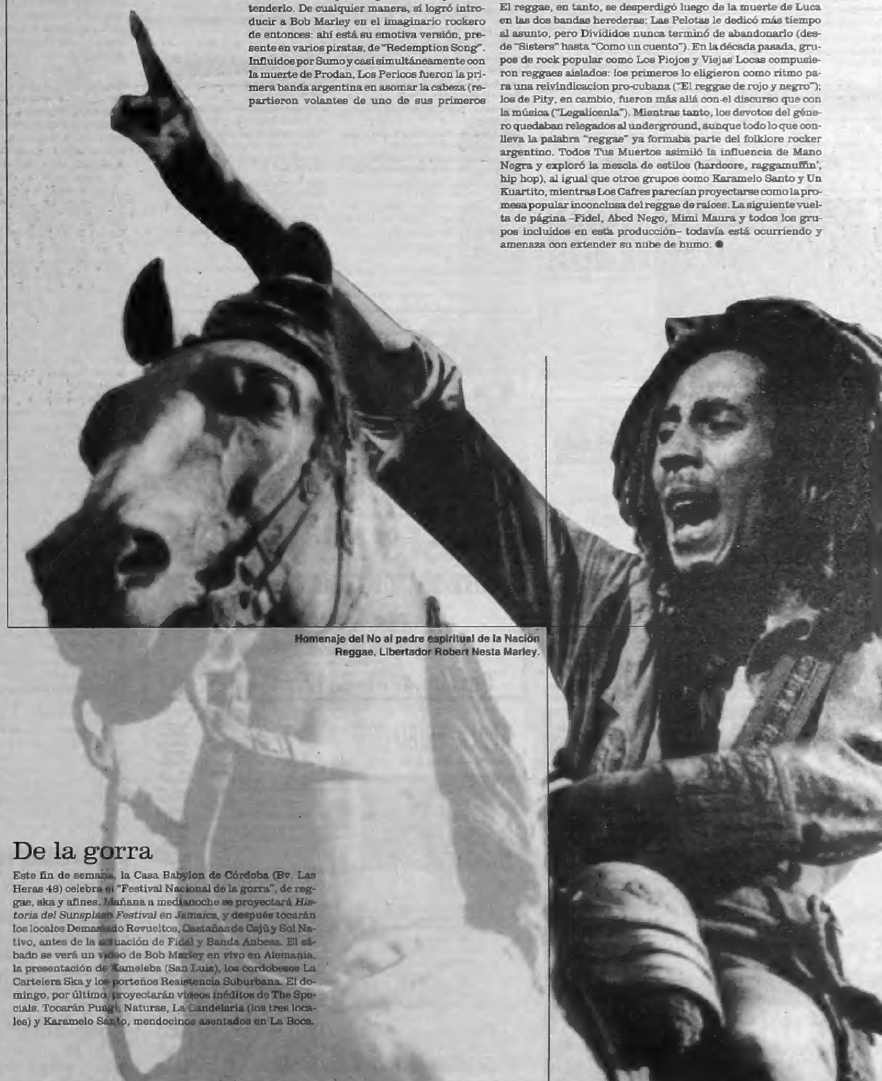 tenderlo. De cualquier manera, sí logró intro-
ducir a Bob Marley en el imaginario rockero
de entonces: ahí está su emotiva versión, pre-
sente en varios piratas, de “Redemption Song”.
Influidos por Sumo y casi simultáneamente con
la muerte de Prodan, Los Pericos fueron la pri-
mera banda argentina en asomar la cabeza (re-
partieron volantes de uno de sus primeros
El reggae, en tanto, se desperdigó luego de la muerte de Luca
en las dos bandas herederas: Las Pelotas le dedicó más tiempo
al asunto, pero Divididos nunca terminó de abandonarlo (des-
de “Sisters” hasta “Como un cuento”). En la década pasada, gru-
pos de rock popular como Los Piojos y Viejas Locas compusie-
ron reggaes aislados: los primeros lo eligieron como ritmo pa-
ra una reivindicacion pro-cubana (“El reggae de rojo y negro”);
los de Pity, en cambio, fueron más allá con el discurso que con
la música (“Legalícenla”). Mientras tanto, los devotos del géne-
ro quedaban relegados al underground, aunque todo lo que con-
lleva la palabra “reggae” ya formaba parte del folklore rocker
argentino. Todos Tus Muertos asimiló la influencia de Mano
Negra y exploró la mezcla de estilos (hardcore, raggamuffin’,
hip hop), al igual que otros grupos como Karamelo Santo y Un
Kuartito, mientras Los Cafres parecían proyectarse como la pro-
mesa popular inconclusa del reggae de raíces. La siguiente vuel-
ta de página –Fidel, Abed Nego, Mimi Maura y todos los gru-
pos incluidos en esta producción– todavía está ocurriendo y
amenaza con extender su nube de humo.
Homenaje del No al padre espiritual de la Nación
Reggae, Libertador Robert Nesta Marley.
De la gorra
Este fin de semana, la Casa Babylon de Córdoba (Bv. Las
Heras 48) celebra el “Festival Nacional de la gorra”, de reg-
gae, ska y afines. Mañana a medianoche se proyectará His-
toria del Sunsplash Festival en Jamaica, y después tocarán
los locales Demasiado Revueltos, Castañas de Cajú y Sol Na-
tivo, antes de la actuación de Fidel y Banda Anbesa. El sá-
bado se verá un video de Bob Marley en vivo en Alemania,
la presentación de Kameleba (San Luis), los cordobeses La
Cartelera Ska y los porteños Resistencia Suburbana. El do-
mingo, por último, proyectarán videos inéditos de The Spe-
cials. Tocarán Naturas, La Candelaria (los tres loca-
les) y Karamelo Santo, mendocinos asentados en La Boca.